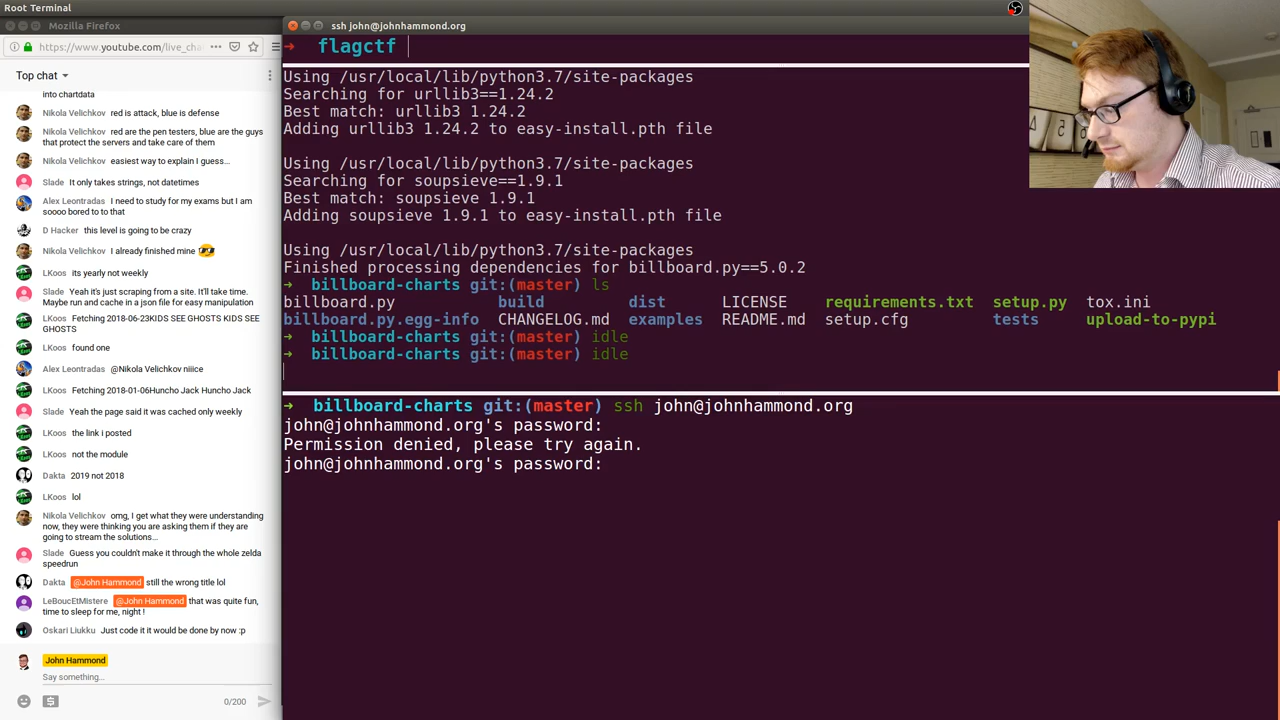 Root Terminal
Mozilla Firefox
https://www.youtube.com/live_cha
Top chat
into chartdata
Nikola Velichkov red is attack, blue is defense
Nikola Velichkov red are the pen testers, blue are the guys
that protect the servers and take care of them
Nikola Velichkov easiest way to explain I guess...
Slade It only takes strings, not datetimes
Alex Leontradas I need to study for my exams but I am
soooo bored to to that
D Hacker this level is going to be crazy
Nikola Velichkov I already finished mine
LKoos its yearly not weekly
Slade Yeah it's just scraping from a site. It'll take time.
Maybe run and cache in a json file for easy manipulation
LKoos Fetching 2018-06-23KIDS SEE GHOSTS KIDS SEE
GHOSTS
LKoos found one
Alex Leontradas @Nikola Velichkov niiice
LKoos Fetching 2018-01-06Huncho Jack Huncho Jack
Slade Yeah the page said it was cached only weekly
LKoos the link i posted
LKoos not the module
Dakta 2019 not 2018
LKoos lol
Nikola Velichkov omg, I get what they were understanding
now, they were thinking you are asking them if they are
going to stream the solutions...
Slade Guess you couldn't make it through the whole zelda
speedrun
Dakta @John Hammond still the wrong title lol
LeBoucEtMistere @John Hammond that was quite fun,
time to sleep for me, night !
Oskari Liukku Just code it it would be done by now :p
John Hammond
Say something...
0/200
ssh john@johnhammond.org
➜ flagctf
Using /usr/local/lib/python3.7/site-packages
Searching for urllib3==1.24.2
Best match: urllib3 1.24.2
Adding urllib3 1.24.2 to easy-install.pth file
Using /usr/local/lib/python3.7/site-packages
Searching for soupsieve==1.9.1
Best match: soupsieve 1.9.1
Adding soupsieve 1.9.1 to easy-install.pth file
Using /usr/local/lib/python3.7/site-packages
Finished processing dependencies for billboard.py==5.0.2
➜ billboard-charts git:(master) ls
billboard.py build dist LICENSE requirements.txt setup.py tox.ini
billboard.py.egg-info CHANGELOG.md examples README.md setup.cfg tests upload-to-pypi
➜ billboard-charts git:(master) idle
➜ billboard-charts git:(master) idle
➜ billboard-charts git:(master) ssh john@johnhammond.org
john@johnhammond.org's password:
Permission denied, please try again.
john@johnhammond.org's password: